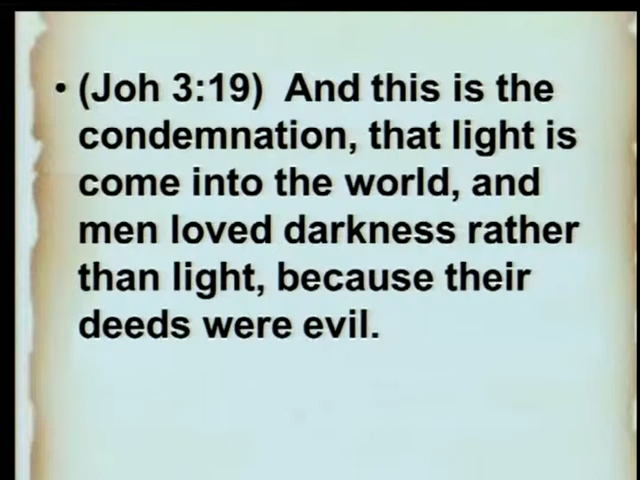 • (Joh 3:19)  And this is the
condemnation, that light is
come into the world, and
men loved darkness rather
than light, because their
deeds were evil.